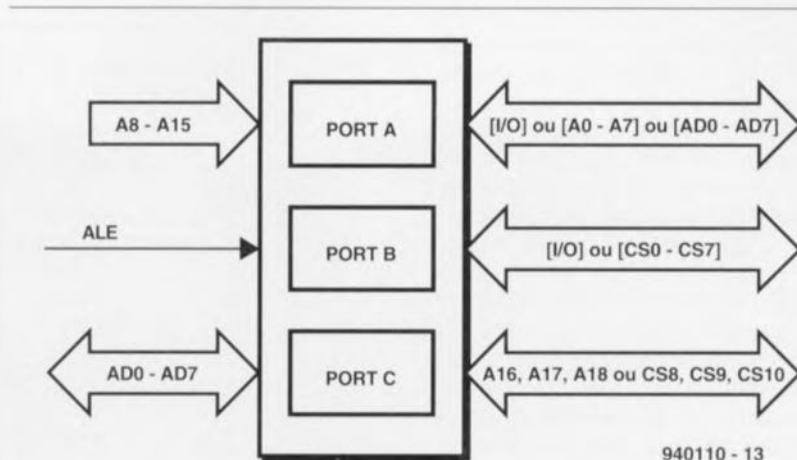 A8 - A15
PORT A
[I/O] ou [A0 - A7] ou [AD0 - AD7]
ALE
PORT B
[I/O] ou [CS0 - CS7]
AD0 - AD7
PORT C
A16, A17, A18 ou CS8, CS9, CS10
940110 - 13